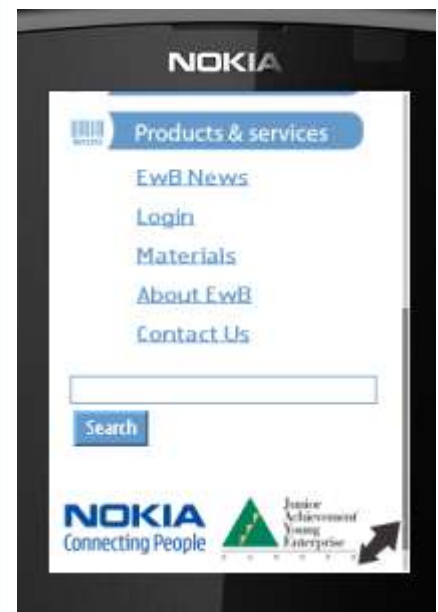 NOKIA
Products & services
EwB News
Login
Materials
About EwB
Contact Us
Search
NOKIA
Connecting People
Junior
Achievement
Young
Enterprise
EUROPE